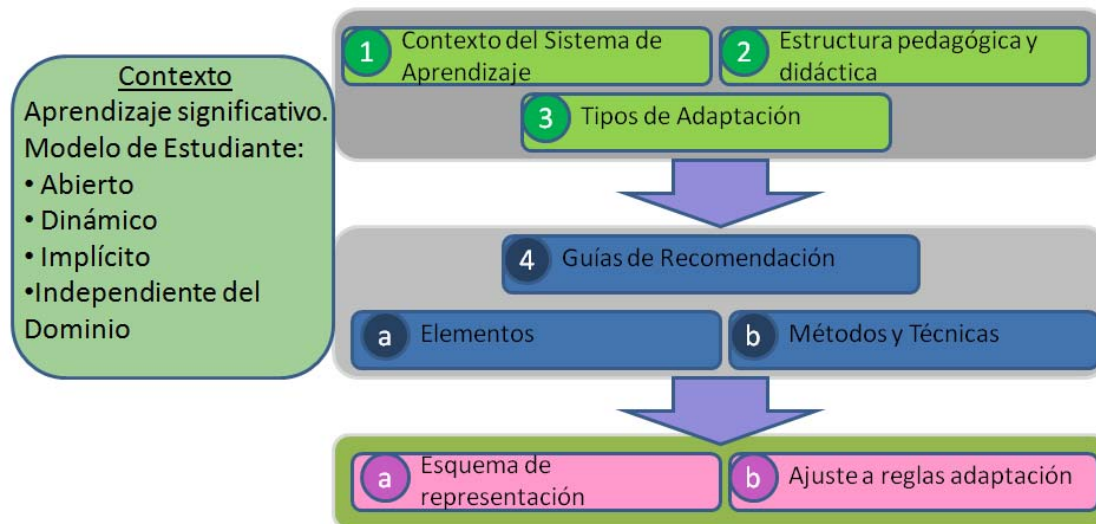 Contexto
Aprendizaje significativo.
Modelo de Estudiante:
• Abierto
• Dinámico
• Implícito
•Independiente del
Dominio
1 Contexto del Sistema de
Aprendizaje
2 Estructura pedagógica y
didáctica
3 Tipos de Adaptación
4 Guías de Recomendación
a Elementos
b Métodos y Técnicas
a Esquema de
representación
b Ajuste a reglas adaptación